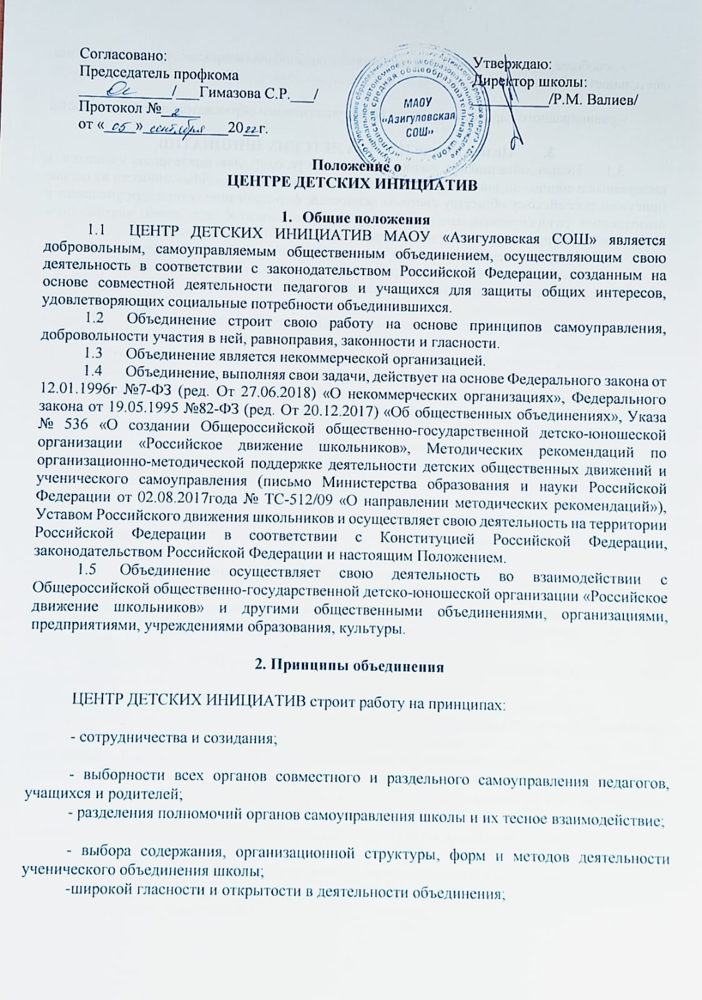 Согласовано:
Председатель профкома
____________/___Гимазова С.Р.___/
Протокол №__2__
от «_05_»_сентября___2022г.
Утверждаю:
Директор школы:
__________/Р.М. Валиев/
МАОУ
«Азигуловская
СОШ»
Положение о
ЦЕНТРЕ ДЕТСКИХ ИНИЦИАТИВ
1. Общие положения
1.1 ЦЕНТР ДЕТСКИХ ИНИЦИАТИВ МАОУ «Азигуловская СОШ» является
добровольным, самоуправляемым общественным объединением, осуществляющим свою
деятельность в соответствии с законодательством Российской Федерации, созданным на
основе совместной деятельности педагогов и учащихся для защиты общих интересов,
удовлетворяющих социальные потребности объединившихся.
1.2 Объединение строит свою работу на основе принципов самоуправления,
добровольности участия в ней, равноправия, законности и гласности.
1.3 Объединение является некоммерческой организацией.
1.4 Объединение, выполняя свои задачи, действует на основе Федерального закона от
12.01.1996г №7-ФЗ (ред. От 27.06.2018) «О некоммерческих организациях», Федерального
закона от 19.05.1995 №82-ФЗ (ред. От 20.12.2017) «Об общественных объединениях», Указа
№ 536 «О создании Общероссийской общественно-государственной детско-юношеской
организации «Российское движение школьников», Методических рекомендаций по
организационно-методической поддержке деятельности детских общественных движений и
ученического самоуправления (письмо Министерства образования и науки Российской
Федерации от 02.08.2017года № ТС-512/09 «О направлении методических рекомендаций»),
Уставом Российского движения школьников и осуществляет свою деятельность на территории
Российской Федерации в соответствии с Конституцией Российской Федерации,
законодательством Российской Федерации и настоящим Положением.
1.5 Объединение осуществляет свою деятельность во взаимодействии с
Общероссийской общественно-государственной детско-юношеской организации «Российское
движение школьников» и другими общественными объединениями, организациями,
предприятиями, учреждениями образования, культуры.
2. Принципы объединения
ЦЕНТР ДЕТСКИХ ИНИЦИАТИВ строит работу на принципах:
- сотрудничества и созидания;
- выборности всех органов совместного и раздельного самоуправления педагогов,
учащихся и родителей;
- разделения полномочий органов самоуправления школы и их тесное взаимодействие;
- выбора содержания, организационной структуры, форм и методов деятельности
ученического объединения школы;
-широкой гласности и открытости в деятельности объединения;